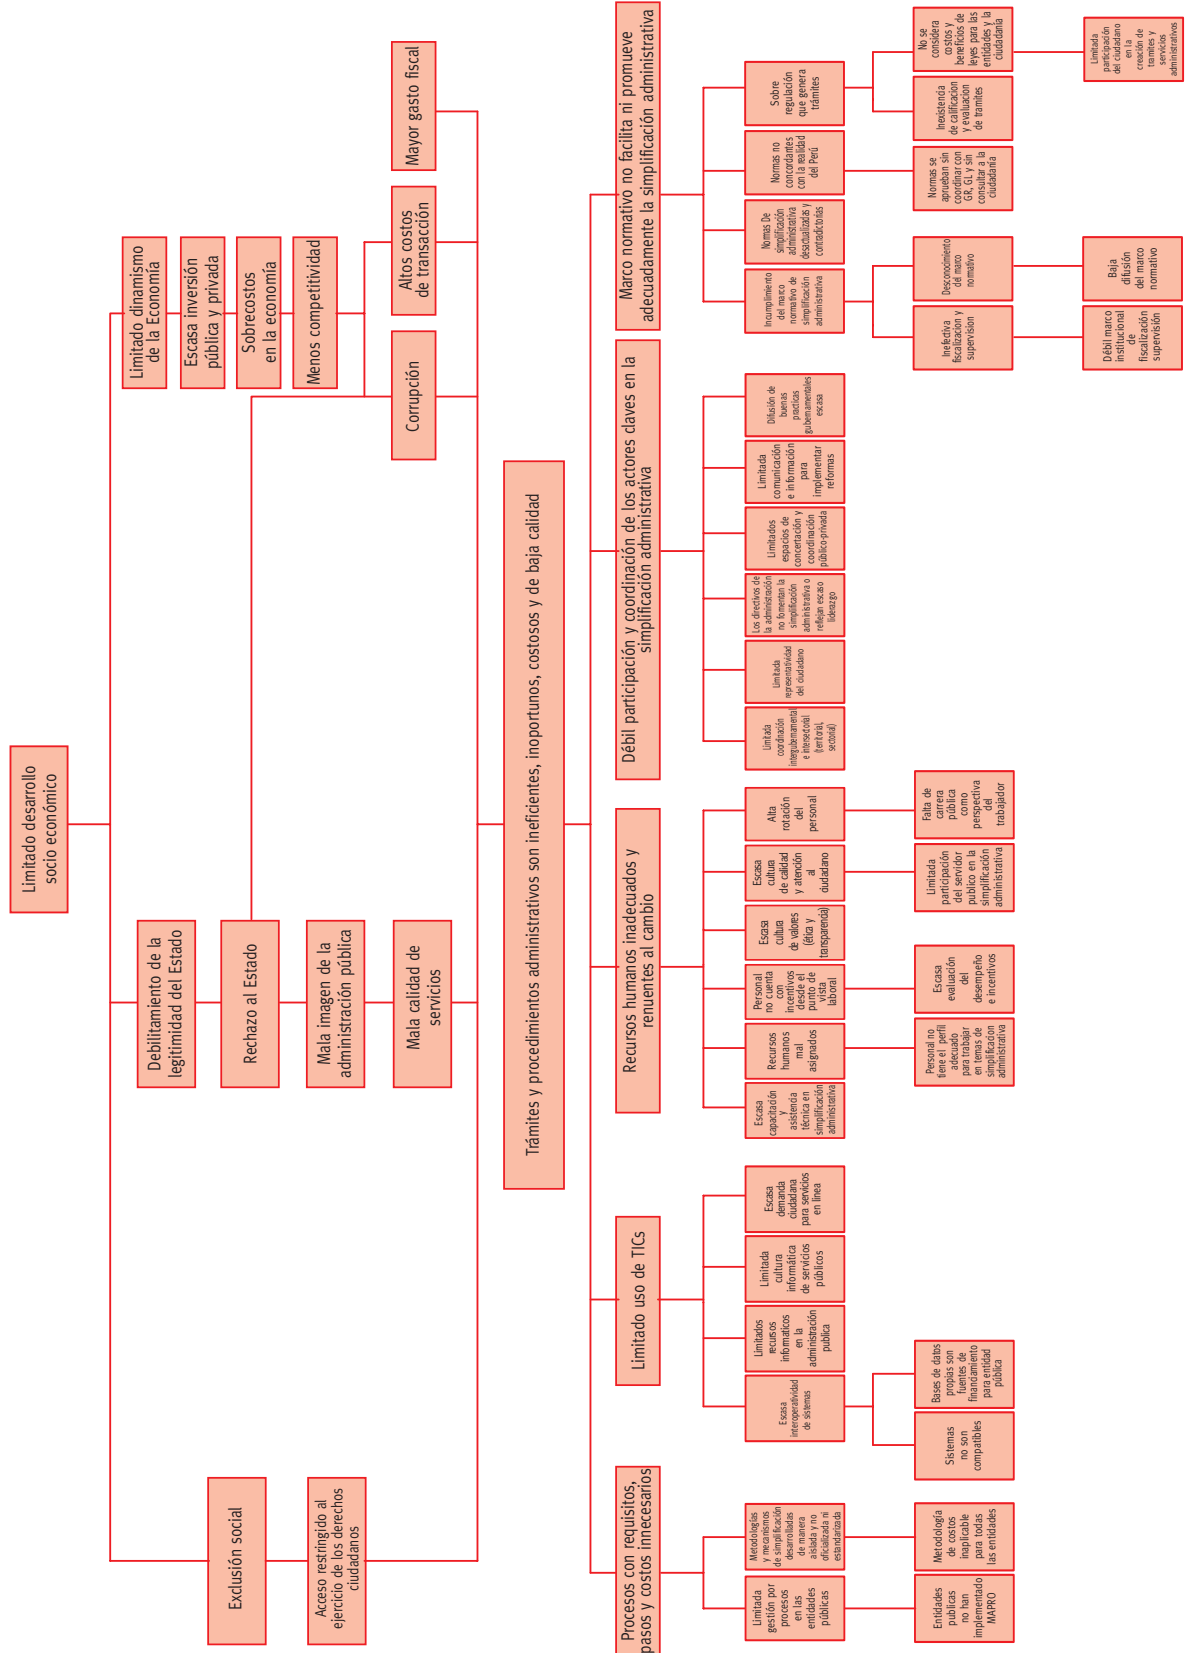 Limitado desarrollo
socio económico
Exclusión social
Acceso restringido al
ejercicio de los derechos
ciudadanos
Debilitamiento de la
legitimidad del Estado
Rechazo al Estado
Mala imagen de la
administración pública
Mala calidad de
servicios
Limitado dinamismo
de la Economía
Escasa inversión
pública y privada
Sobrecostos
en la economía
Menos competitividad
Corrupción
Altos costos
de transacción
Mayor gasto fiscal
Trámites y procedimientos administrativos son ineficientes, inoportunos, costosos y de baja calidad
Procesos con requisitos,
pasos y costos innecesarios
Limitado uso de TICs
Recursos humanos inadecuados y
renuentes al cambio
Débil participación y coordinación de los actores claves en la
simplificación administrativa
Marco normativo no facilita ni promueve
adecuadamente la simplificación administrativa
Limitada
gestión por
procesos
en las
entidades
públicas
Metodologías
y mecanismos
de simplificación
desarrolladas
de manera
aislada y no
oficializada ni
estandarizada
Escasa
interoperatividad
de sistemas
Limitados
recursos
informaticos
en la
administración
publica
Limitada
cultura
informática
de servicios
públicos
Escasa
demanda
ciudadana
para servicios
en línea
Escasa
capacitación
y
asistencia
técnica en
simplificación
administrativa
Recursos
humanos
mal
asignados
Personal
no cuenta
con
incentivos
desde el
punto de
vista
laboral
Escasa
cultura
de valores
(ética y
transparencia)
Escasa
cultura
de calidad
y atención
al
ciudadano
Alta
rotación
del
personal
Limitada
coordinación
intergubernamental
e intersectorial
(territorial,
sectorial)
Limitada
representatividad
del ciudadano
Los directivos de
la administración
no fomentan la
simplificación
administrativa o
reflejan escaso
liderazgo
Limitados
espacios de
concertación y
coordinación
público-privada
Limitada
comunicación
e información
para
implementar
reformas
Difusión de
buenas
practicas
gubernamentales
escasa
Incumplimiento
del marco
normativo de
simplificación
administrativa
Normas De
simplificación
administrativa
desactualizadas y
contradictorias
Normas no
concordantes
con la realidad
del Perú
Sobre
regulación
que genera
trámites
Entidades
publicas
no han
implementado
MAPRO
Metodología
de costos
inaplicable
para todas
las entidades
Sistemas
no son
compatibles
Bases de datos
propias son
fuentes de
financiamiento
para entidad
pública
Personal no
tiene el perfil
adecuado
para trabajar
en temas de
simplificacion
administrativa
Escasa
evaluación
del
desempeño
e incentivos
Limitada
participación
del servidor
publico en la
simplificación
administrativa
Falta de
carrera
pública
como
perspectiva
del
trabajador
Inefectiva
fiscalizacion y
supervision
Desconocimiento
del marco
normativo
Normas se
aprueban sin
coordinar con
GR, GL y sin
consultar a la
ciudadanía
Inexistencia
de calificación
y evaluacion
de tramites
No se
considera
costos y
beneficios de
leyes para las
entidades y la
ciudadanía
Débil marco
institucional
de
fiscalización
supervisión
Baja
difusión
del marco
normativo
Limitada
participación
del ciudadano
en la
creación de
tramites y
servicios
administrativos